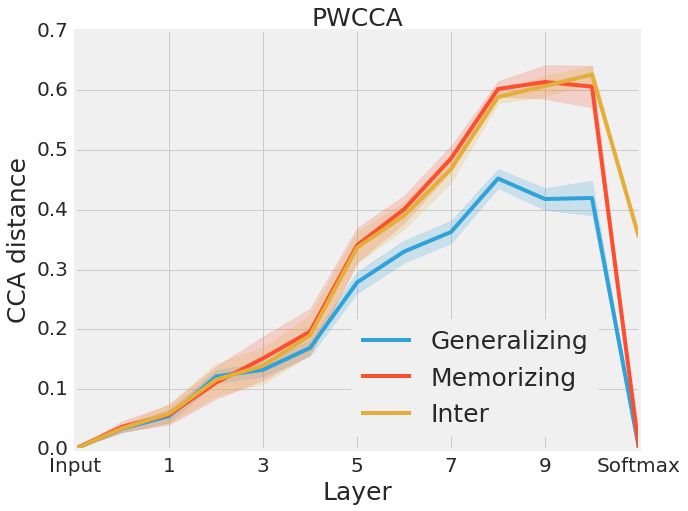 PWCCA
0.7
0.6
0.5
0.4
0.3
0.2
0.1
0.0
CCA distance
Generalizing
Memorizing
Inter
Input 1 3 5 7 9 Softmax
Layer